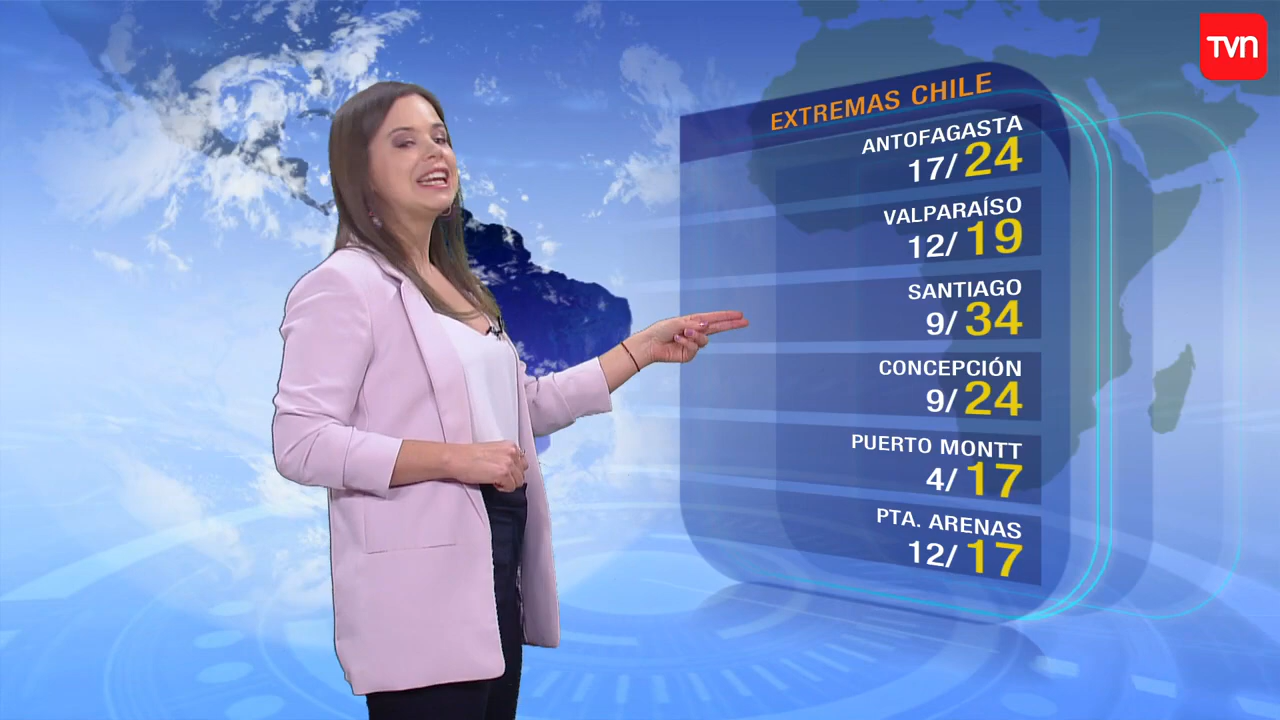 TVN
EXTREMAS CHILE
ANTOFAGASTA
17/24
VALPARAÍSO
12/19
SANTIAGO
9/34
CONCEPCIÓN
9/24
PUERTO MONTT
4/17
PTA. ARENAS
12/17